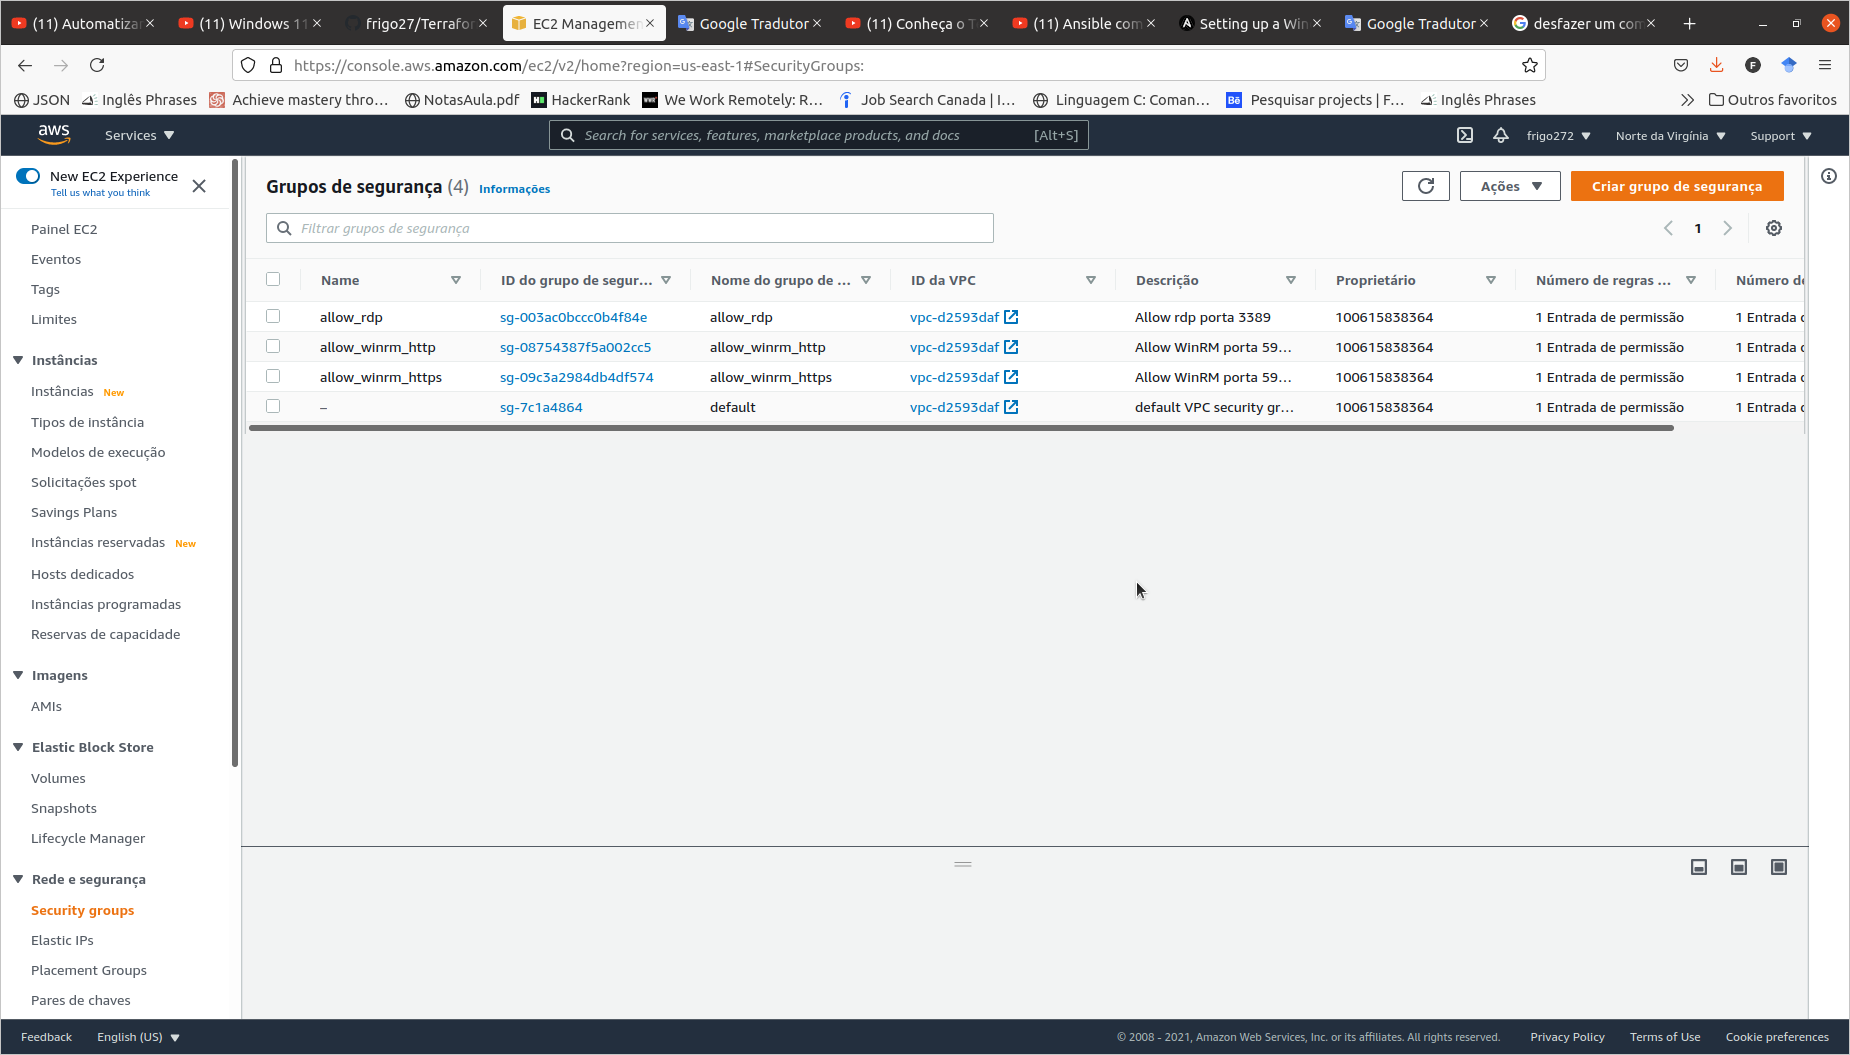 (11) Automatiza
(11) Windows 11
frigo27/Terrafor
EC2 Managemen
Google Tradutor
(11) Conheça o T
(11) Ansible com
Setting up a Win
Google Tradutor
desfazer um com
https://console.aws.amazon.com/ec2/v2/home?region=us-east-1#SecurityGroups:
JSON
Inglês Phrases
Achieve mastery thro...
NotasAula.pdf
HackerRank
We Work Remotely: R...
Job Search Canada | I...
Linguagem C: Coman...
Pesquisar projects | F...
Inglês Phrases
Outros favoritos
aws
Services
Search for services, features, marketplace products, and docs
[Alt+S]
frigo272
Norte da Virgínia
Support
New EC2 Experience
Tell us what you think
Painel EC2
Eventos
Tags
Limites
Instâncias
Instâncias New
Tipos de instância
Modelos de execução
Solicitações spot
Savings Plans
Instâncias reservadas New
Hosts dedicados
Instâncias programadas
Reservas de capacidade
Imagens
AMIs
Elastic Block Store
Volumes
Snapshots
Lifecycle Manager
Rede e segurança
Security groups
Elastic IPs
Placement Groups
Pares de chaves
Grupos de segurança (4) Informações
Ações
Criar grupo de segurança
Filtrar grupos de segurança
1
Name ID do grupo de segur... Nome do grupo de ... ID da VPC Descrição Proprietário Número de regras ... Número de
allow_rdp sg-003ac0bccc0b4f84e allow_rdp vpc-d2593daf Allow rdp porta 3389 100615838364 1 Entrada de permissão 1 Entrada d
allow_winrm_http sg-08754387f5a002cc5 allow_winrm_http vpc-d2593daf Allow WinRM porta 59... 100615838364 1 Entrada de permissão 1 Entrada d
allow_winrm_https sg-09c3a2984db4df574 allow_winrm_https vpc-d2593daf Allow WinRM porta 59... 100615838364 1 Entrada de permissão 1 Entrada d
– sg-7c1a4864 default vpc-d2593daf default VPC security gr... 100615838364 1 Entrada de permissão 1 Entrada d
Feedback
English (US)
© 2008 - 2021, Amazon Web Services, Inc. or its affiliates. All rights reserved.
Privacy Policy
Terms of Use
Cookie preferences